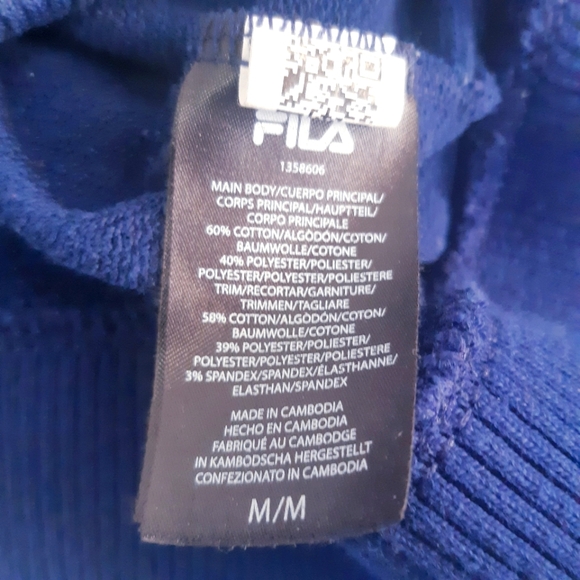 FILA
1358606
MAIN BODY/CUERPO PRINCIPAL/
CORPS PRINCIPAL/HAUPTTEIL/
CORPO PRINCIPALE
60% COTTON/ALGODÓN/COTON/
BAUMWOLLE/COTONE
40% POLYESTER/POLIESTER/
POLYESTER/POLYESTER/POLIESTERE
TRIM/RECORTAR/GARNITURE/
TRIMMEN/TAGLIARE
58% COTTON/ALGODÓN/COTON/
BAUMWOLLE/COTONE
39% POLYESTER/POLIESTER/
POLYESTER/POLYESTER/POLIESTERE
3% SPANDEX/SPANDEX/ÉLASTHANNE/
ELASTHAN/SPANDEX
MADE IN CAMBODIA
HECHO EN CAMBODIA
FABRIQUÉ AU CAMBODGE
IN KAMBODSCHA HERGESTELLT
CONFEZIONATO IN CAMBODIA
M/M